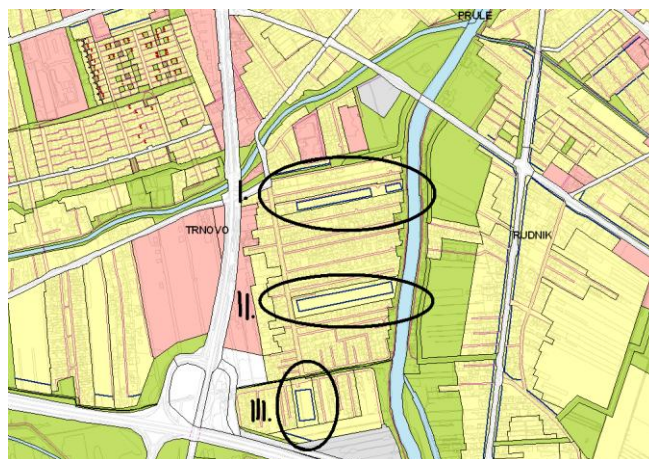 PRULE
I.
TRNOVO
RUDNIK
II.
III.